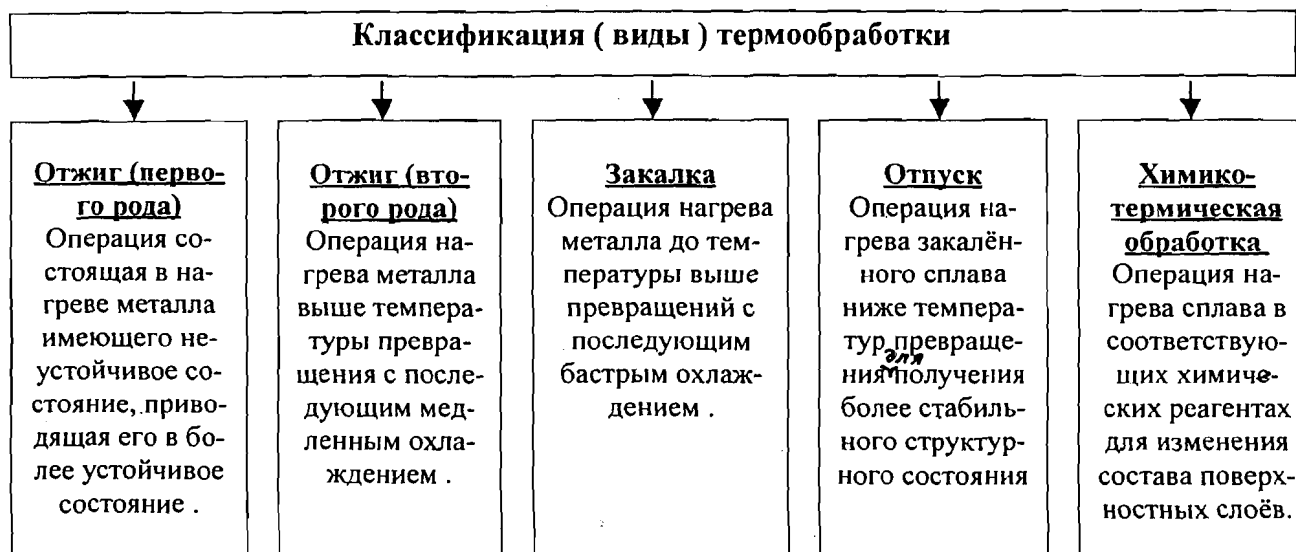 Классификация ( виды ) термообработки
Отжиг (перво-
го рода)
Операция со-
стоящая в на-
греве металла
имеющего не-
устойчивое со-
стояние, приво-
дящая его в бо-
лее устойчивое
состояние .
Отжиг (вто-
рого рода)
Операция на-
грева металла
выше темпера-
туры превра-
щения с после-
дующим мед-
ленным охла-
ждением .
Закалка
Операция нагрева
металла до тем-
пературы выше
превращений с
последующим
бастрым охлаж-
дением .
Отпуск
Операция на-
грева закалён-
ного сплава
ниже темпера-
тур превраще-
ния для получения
более стабиль-
ного структур-
ного состояния
Химико-
термическая
обработка
Операция на-
грева сплава в
соответствую-
щих химиче-
ских реагентах
для изменения
состава поверх-
ностных слоёв.